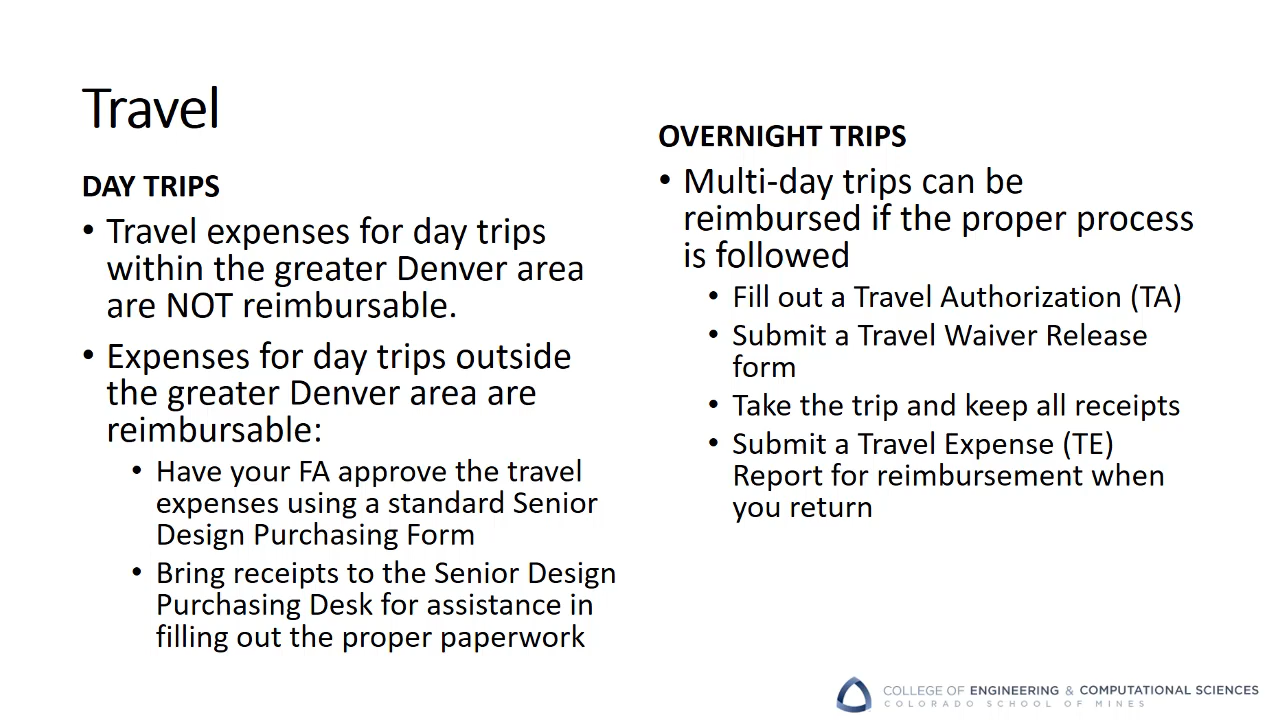 Travel
DAY TRIPS
• Travel expenses for day trips
within the greater Denver area
are NOT reimbursable.
• Expenses for day trips outside
the greater Denver area are
reimbursable:
• Have your FA approve the travel
expenses using a standard Senior
Design Purchasing Form
• Bring receipts to the Senior Design
Purchasing Desk for assistance in
filling out the proper paperwork
OVERNIGHT TRIPS
• Multi-day trips can be
reimbursed if the proper process
is followed
• Fill out a Travel Authorization (TA)
• Submit a Travel Waiver Release
form
• Take the trip and keep all receipts
• Submit a Travel Expense (TE)
Report for reimbursement when
you return
COLLEGE OF ENGINEERING & COMPUTATIONAL SCIENCES
COLORADO SCHOOL OF MINES